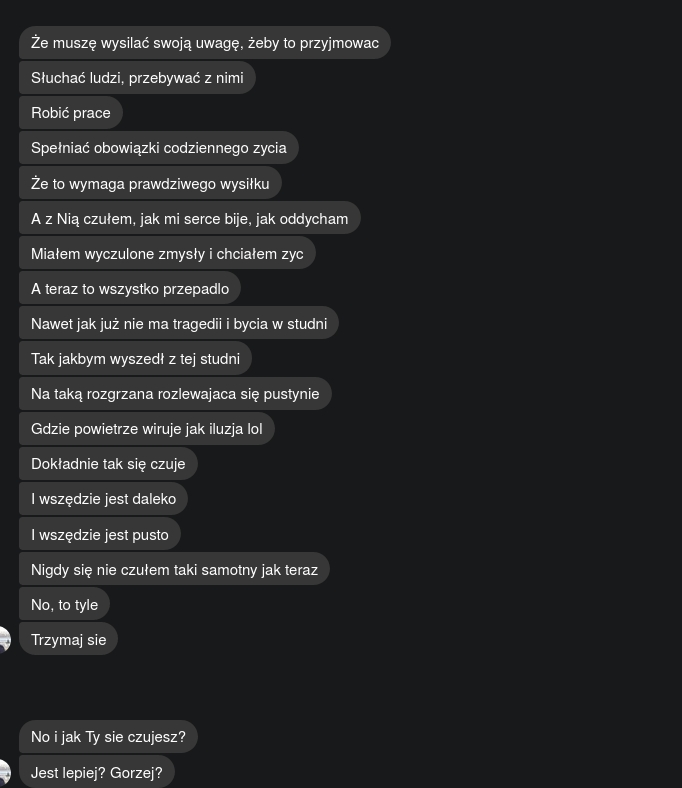 Że muszę wysilać swoją uwagę, żeby to przyjmowac
Słuchać ludzi, przebywać z nimi
Robić prace
Spełniać obowiązki codziennego zycia
Że to wymaga prawdziwego wysiłku
A z Nią czułem, jak mi serce bije, jak oddycham
Miałem wyczulone zmysły i chciałem zyc
A teraz to wszystko przepadlo
Nawet jak już nie ma tragedii i bycia w studni
Tak jakbym wyszedł z tej studni
Na taką rozgrzana rozlewajaca się pustynie
Gdzie powietrze wiruje jak iluzja lol
Dokładnie tak się czuje
I wszędzie jest daleko
I wszędzie jest pusto
Nigdy się nie czułem taki samotny jak teraz
No, to tyle
Trzymaj sie
No i jak Ty sie czujesz?
Jest lepiej? Gorzej?